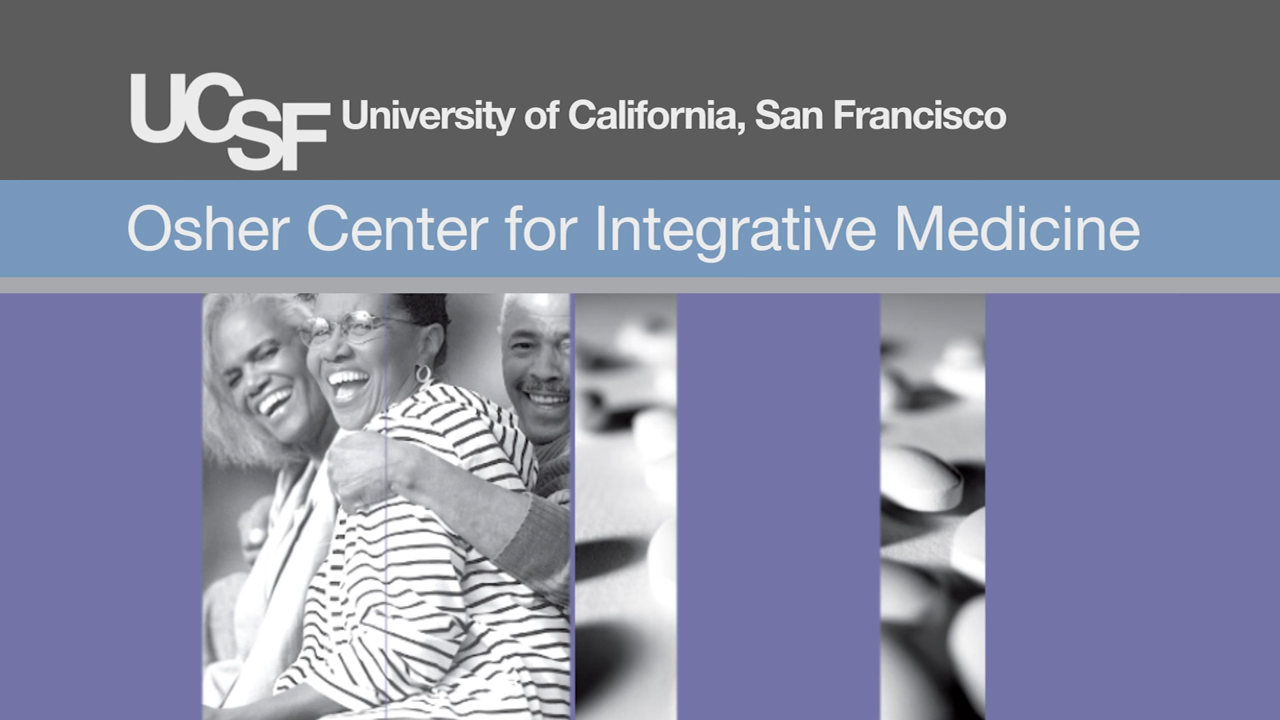 UCSF University of California, San Francisco
Osher Center for Integrative Medicine